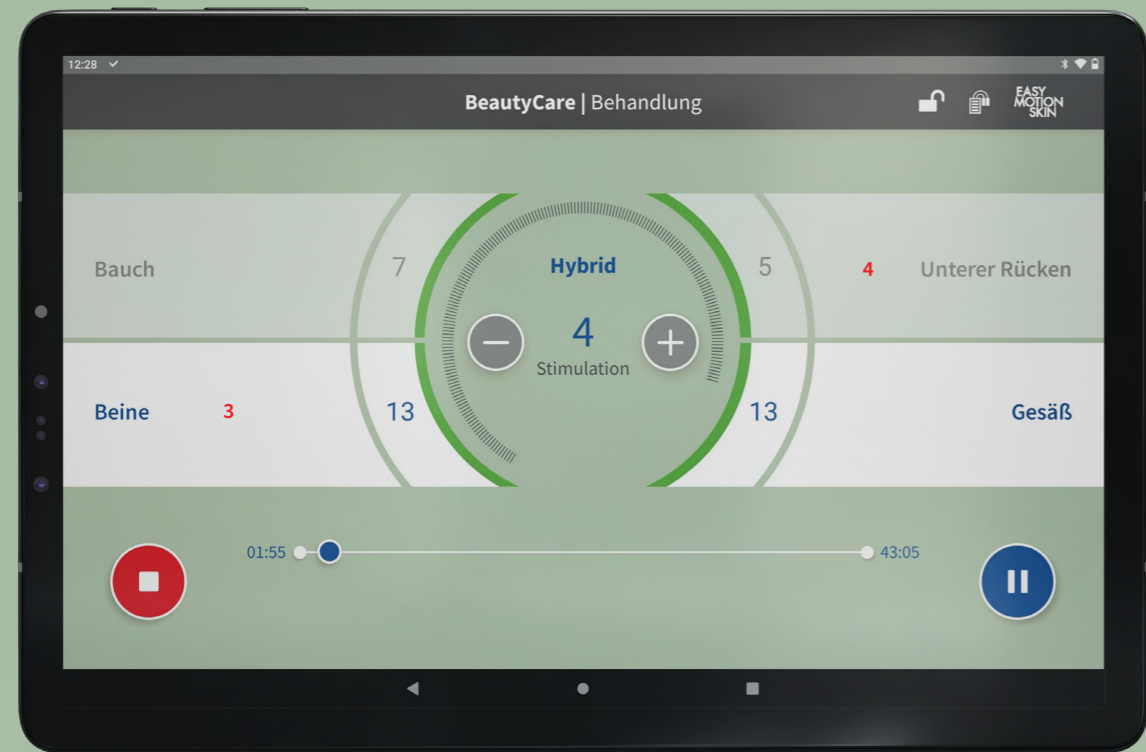 12:28
BeautyCare | Behandlung
EASY
MOTION
SKIN
Bauch
7
Hybrid
5
4
Unterer Rücken
4
Stimulation
Beine
3
13
13
Gesäß
01:55
43:05